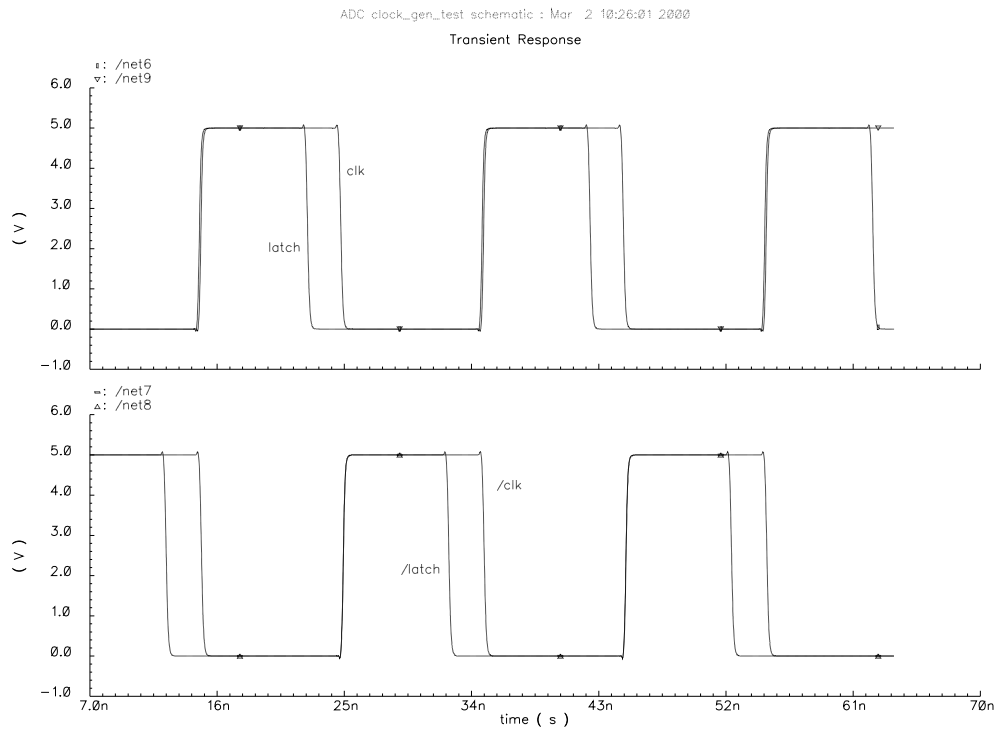 ADC clock_gen_test schematic : Mar 2 10:26:01 2000
Transient Response
▯: /net6
▽: /net9
6.0
5.0
4.0
3.0
2.0
1.0
0.0
-1.0
( V )
clk
latch
▭: /net7
△: /net8
6.0
5.0
4.0
3.0
2.0
1.0
0.0
-1.0
( V )
/clk
/latch
7.0n 16n 25n 34n 43n 52n 61n 70n
time ( s )